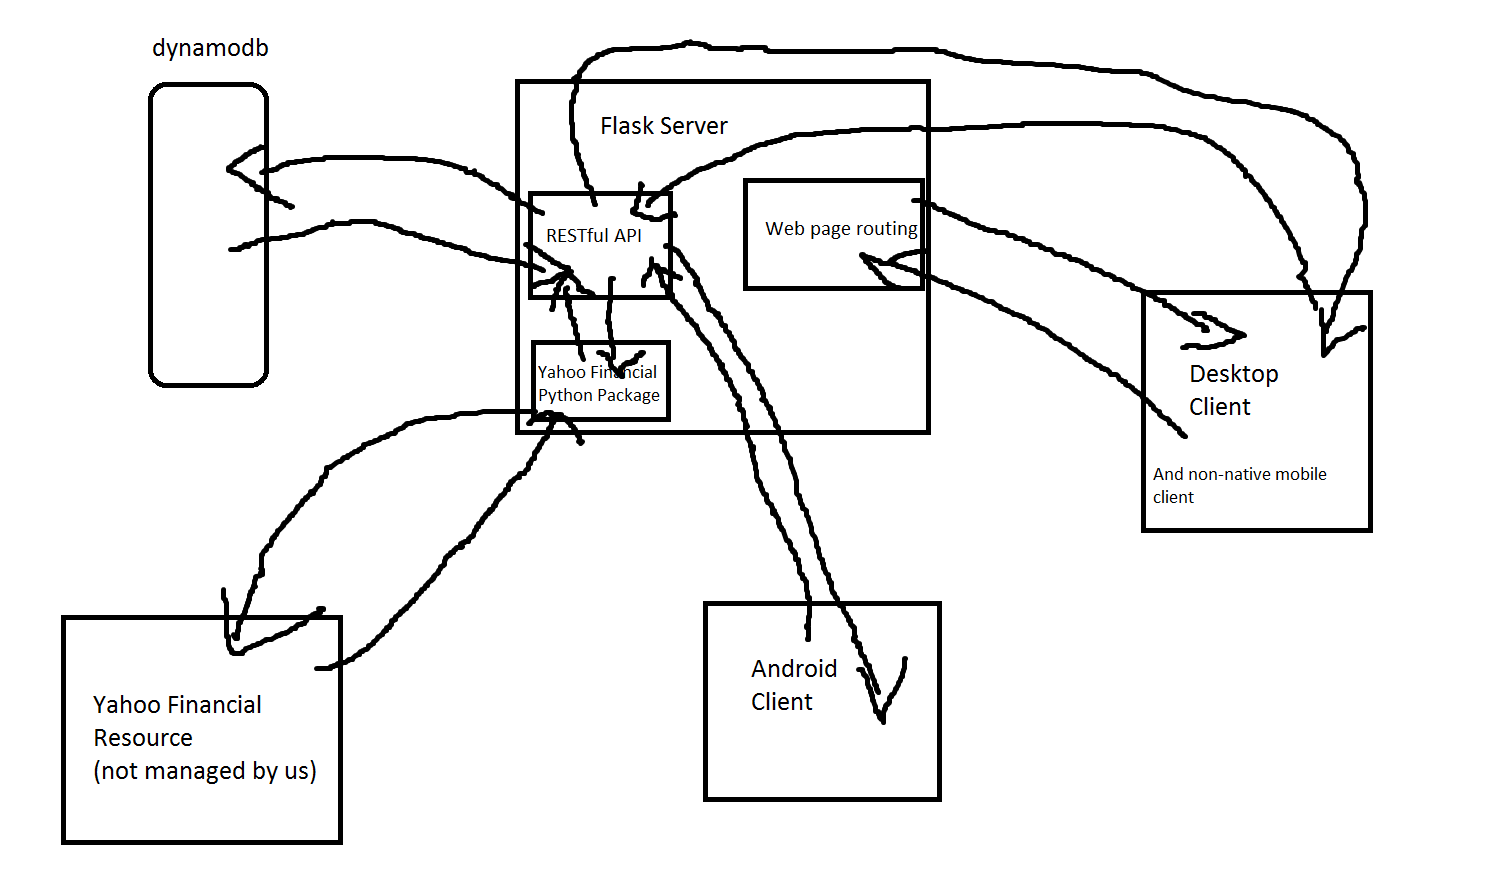 dynamodb
Flask Server
RESTful API
Web page routing
Yahoo Financial
Python Package
Desktop
Client
And non-native mobile
client
Android
Client
Yahoo Financial
Resource
(not managed by us)